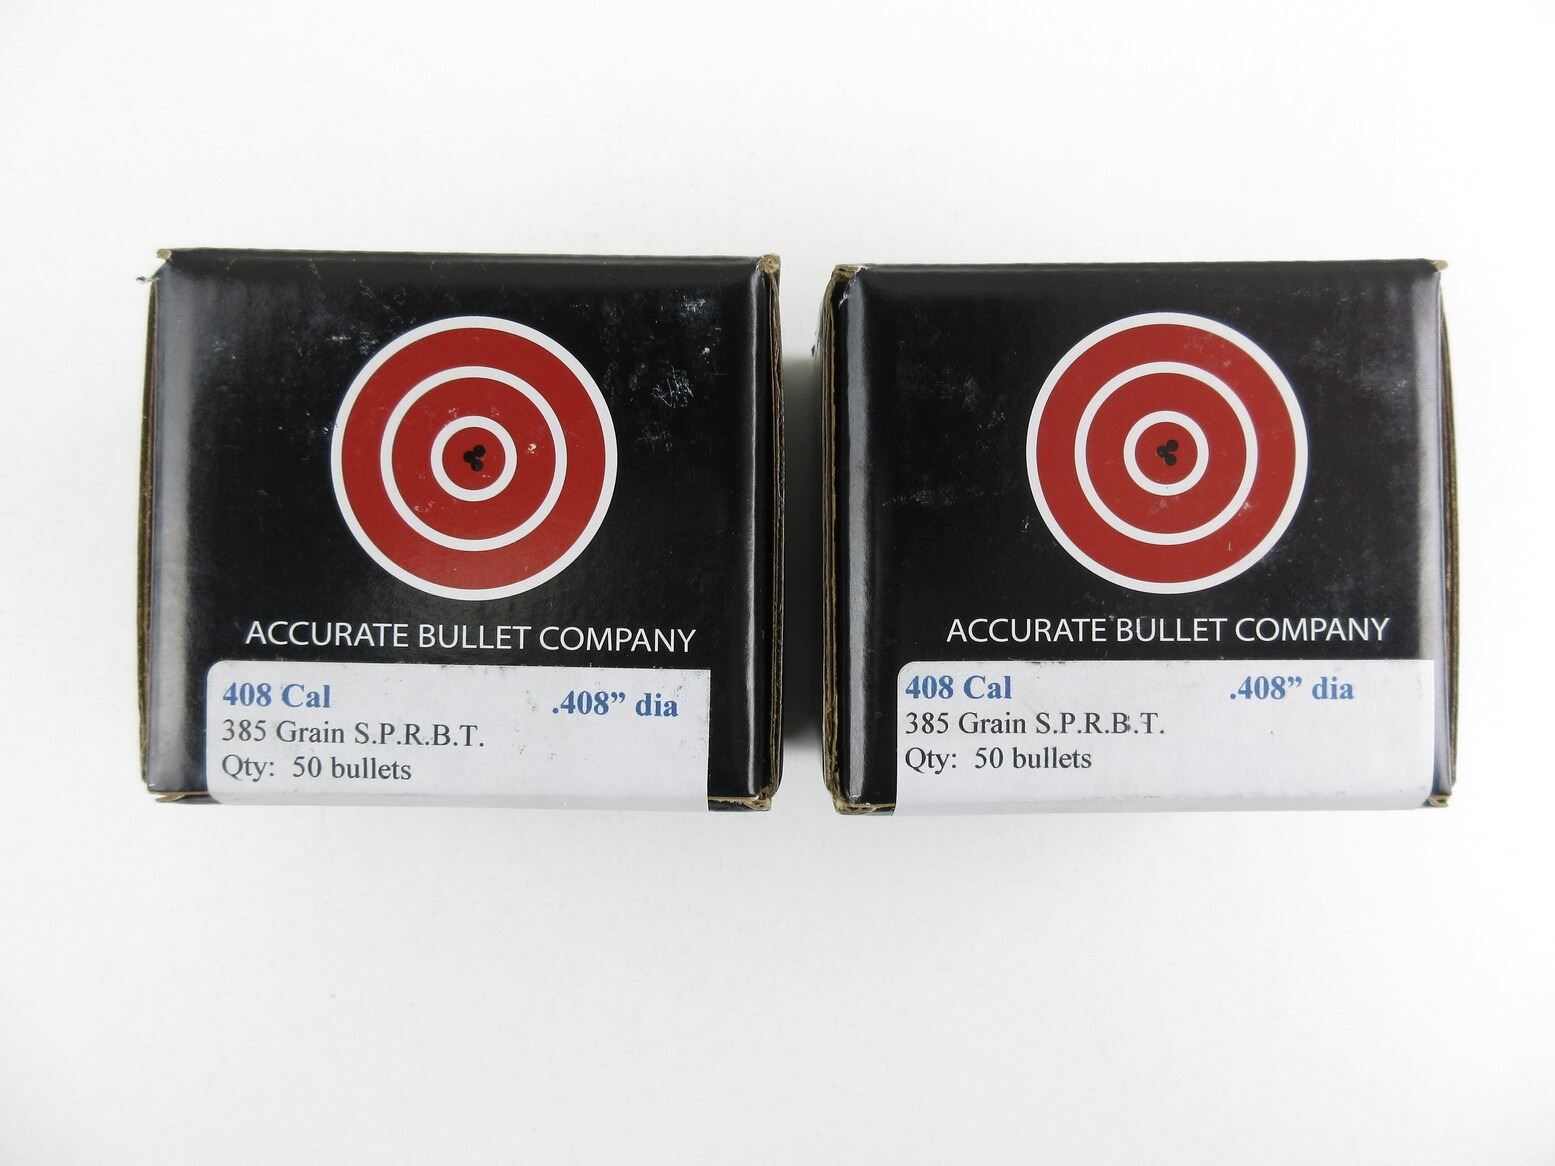 ACCURATE BULLET COMPANY
408 Cal .408” dia
385 Grain S.P.R.B.T.
Qty: 50 bullets
ACCURATE BULLET COMPANY
408 Cal .408” dia
385 Grain S.P.R.B.T.
Qty: 50 bullets